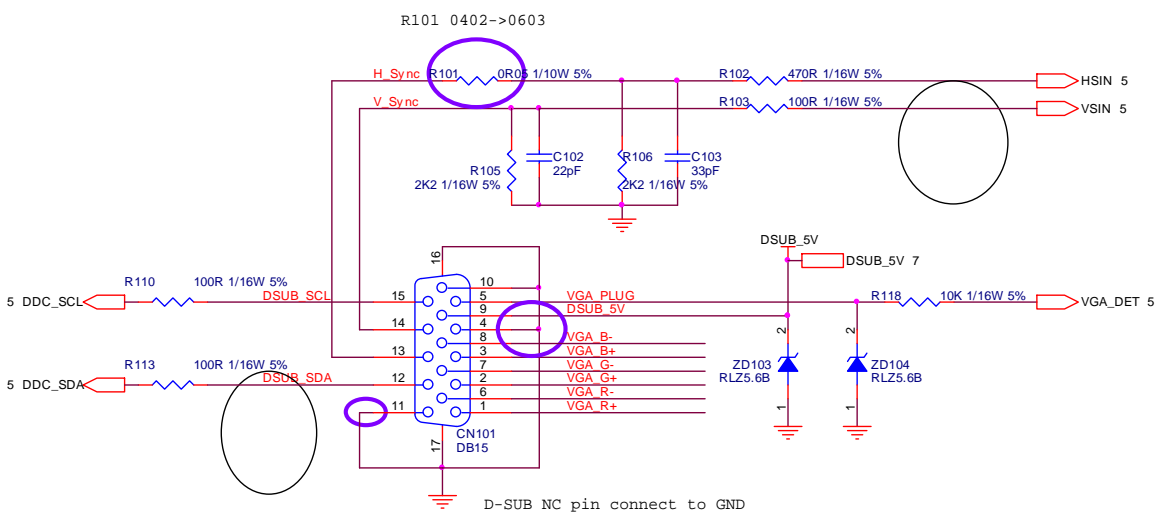 R101 0402->0603
H_Sync R101 0R05 1/10W 5% R102 470R 1/16W 5% HSIN 5
V_Sync R103 100R 1/16W 5% VSIN 5
R105 C102 R106 C103
22pF 33pF
2K2 1/16W 5% 2K2 1/16W 5%
DSUB_5V
16 DSUB_5V 7
R110 100R 1/16W 5% 10
5 DDC_SCL DSUB_SCL 15 5 VGA_PLUG R118 10K 1/16W 5% VGA_DET 5
9 DSUB_5V
14 4 2 2
8 VGA_B-
13 3 VGA_B+
R113 100R 1/16W 5% 7 VGA_G- ZD103 ZD104
5 DDC_SDA DSUB_SDA 12 2 VGA_G+ RLZ5.6B RLZ5.6B
6 VGA_R-
11 1 VGA_R+ 1 1
CN101
17 DB15
D-SUB NC pin connect to GND